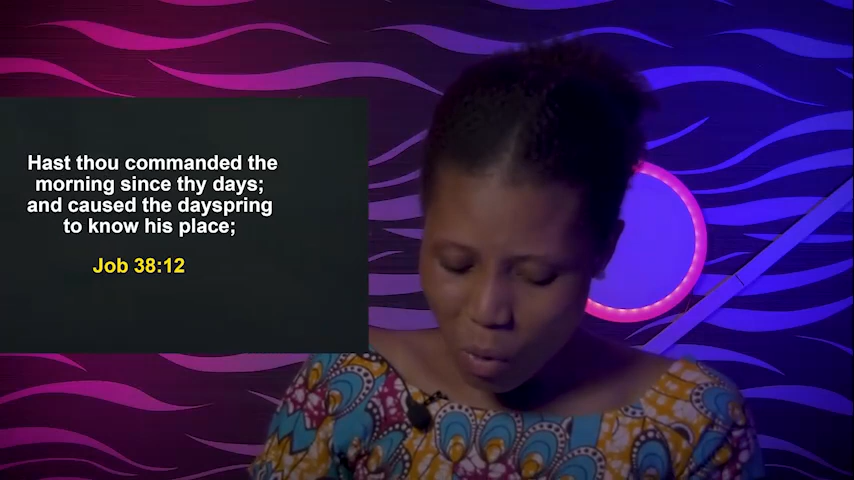 Hast thou commanded the
morning since thy days;
and caused the dayspring
to know his place;
Job 38:12